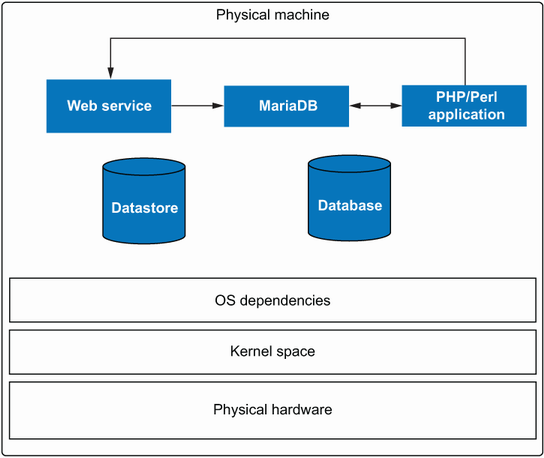 Physical machine
Web service
MariaDB
PHP/Perl
application
Datastore
Database
OS dependencies
Kernel space
Physical hardware